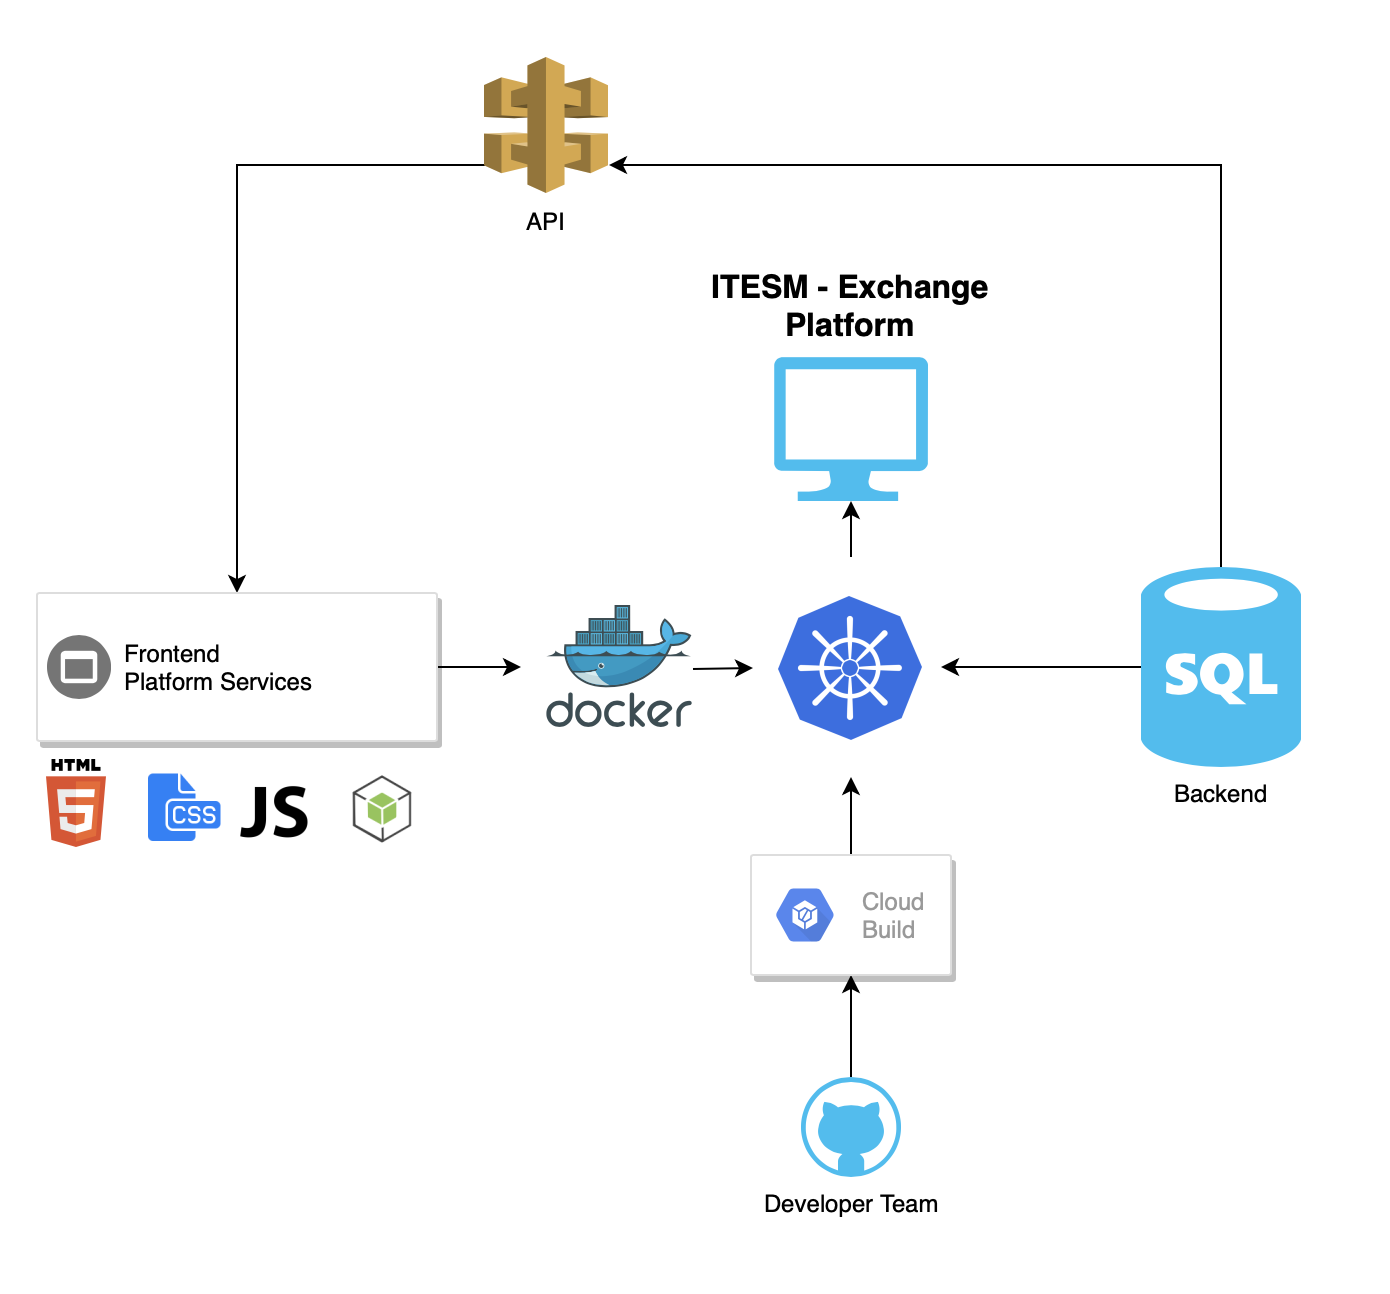 API
ITESM - Exchange
Platform
Frontend
Platform Services
docker
SQL
HTML
5
CSS
JS
Backend
Cloud
Build
Developer Team